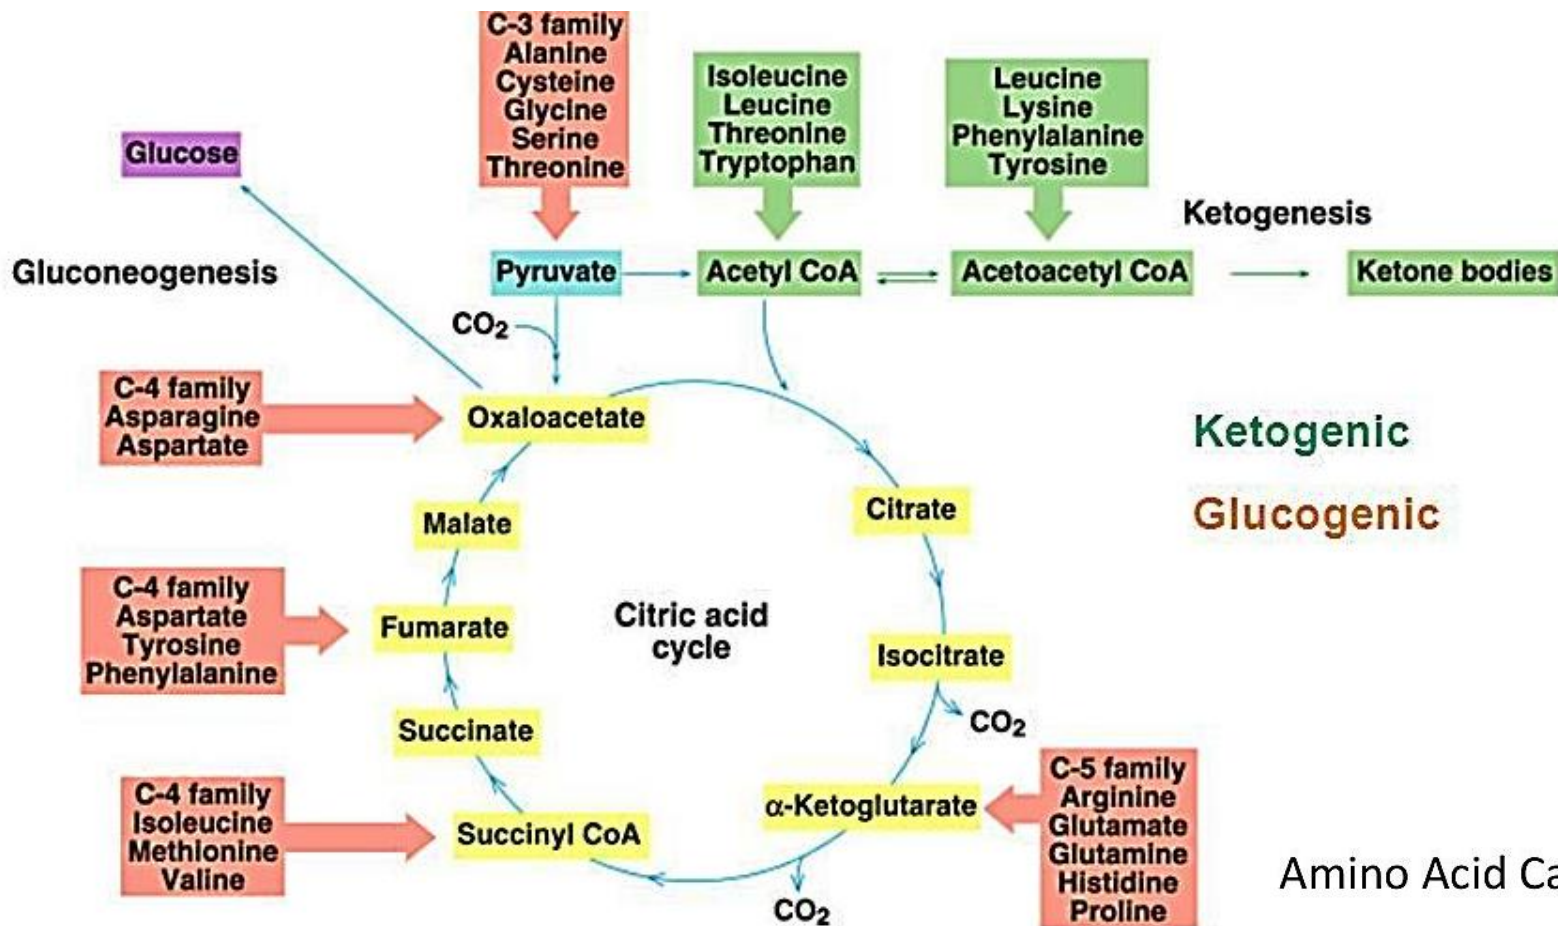 C-3 family
Alanine
Cysteine
Glycine
Serine
Threonine
Isoleucine
Leucine
Threonine
Tryptophan
Leucine
Lysine
Phenylalanine
Tyrosine
Glucose
Ketogenesis
Gluconeogenesis
Pyruvate
Acetyl CoA
Acetoacetyl CoA
Ketone bodies
CO2
C-4 family
Asparagine
Aspartate
Oxaloacetate
Ketogenic
Glucogenic
Malate
Citrate
C-4 family
Aspartate
Tyrosine
Phenylalanine
Fumarate
Citric acid
cycle
Isocitrate
Succinate
CO2
C-4 family
Isoleucine
Methionine
Valine
Succinyl CoA
α-Ketoglutarate
C-5 family
Arginine
Glutamate
Glutamine
Histidine
Proline
CO2
Amino Acid Ca